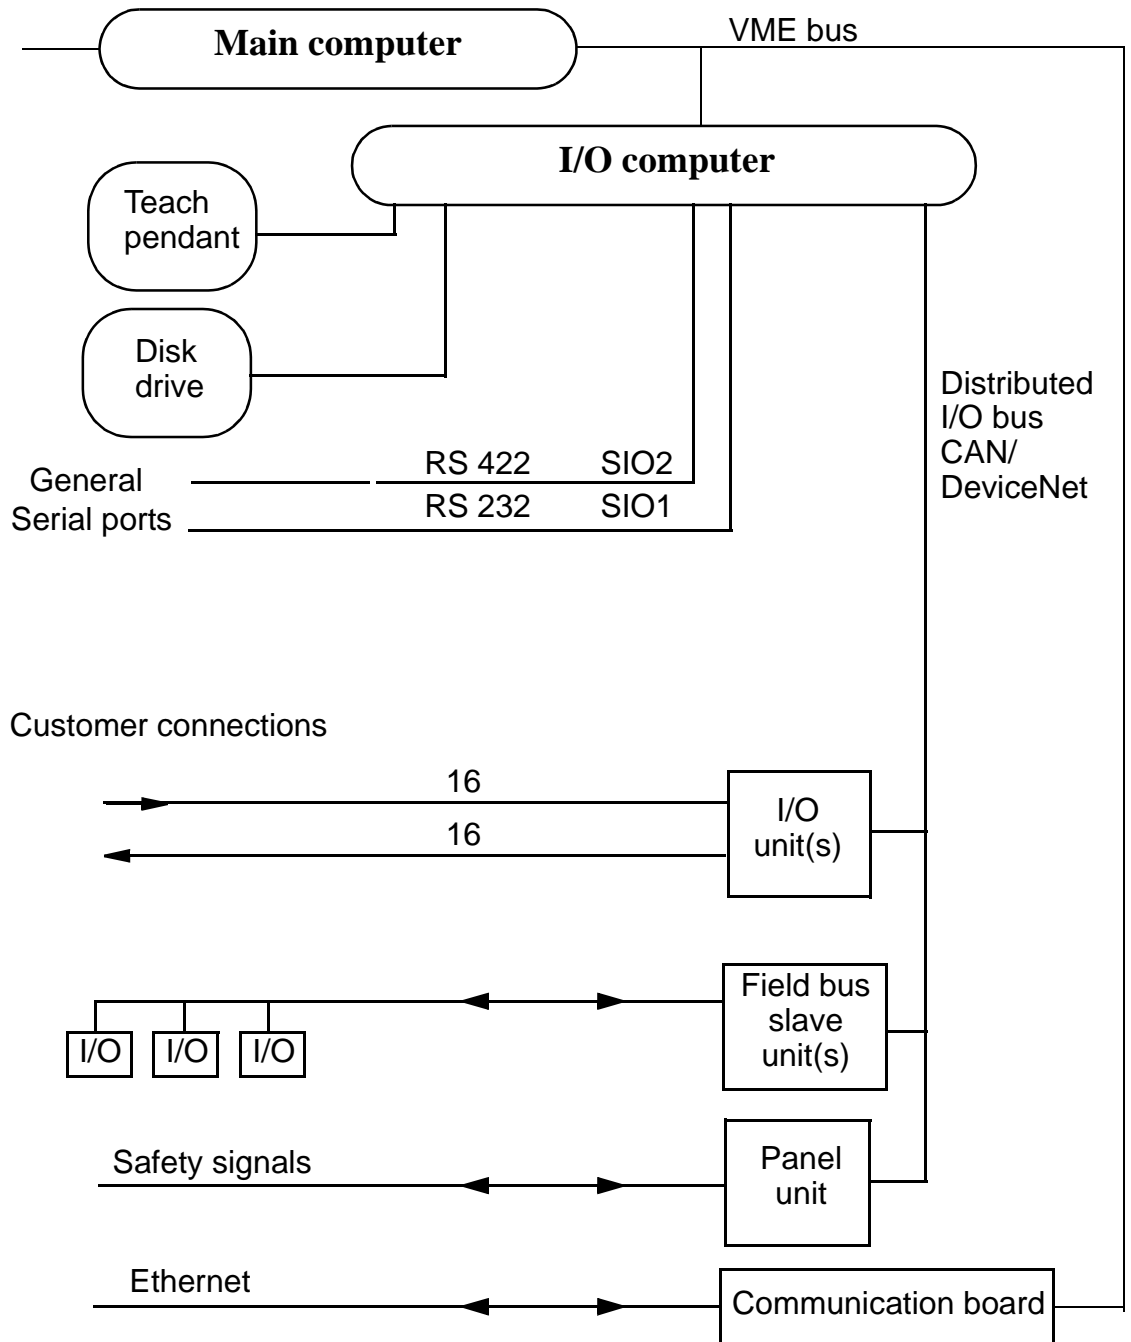 Main computer
VME bus
I/O computer
Teach
pendant
Disk
drive
Distributed
I/O bus
CAN/
DeviceNet
General
Serial ports
RS 422 SIO2
RS 232 SIO1
Customer connections
16
16
I/O
unit(s)
Field bus
slave
unit(s)
I/O I/O I/O
Safety signals
Panel
unit
Ethernet
Communication board